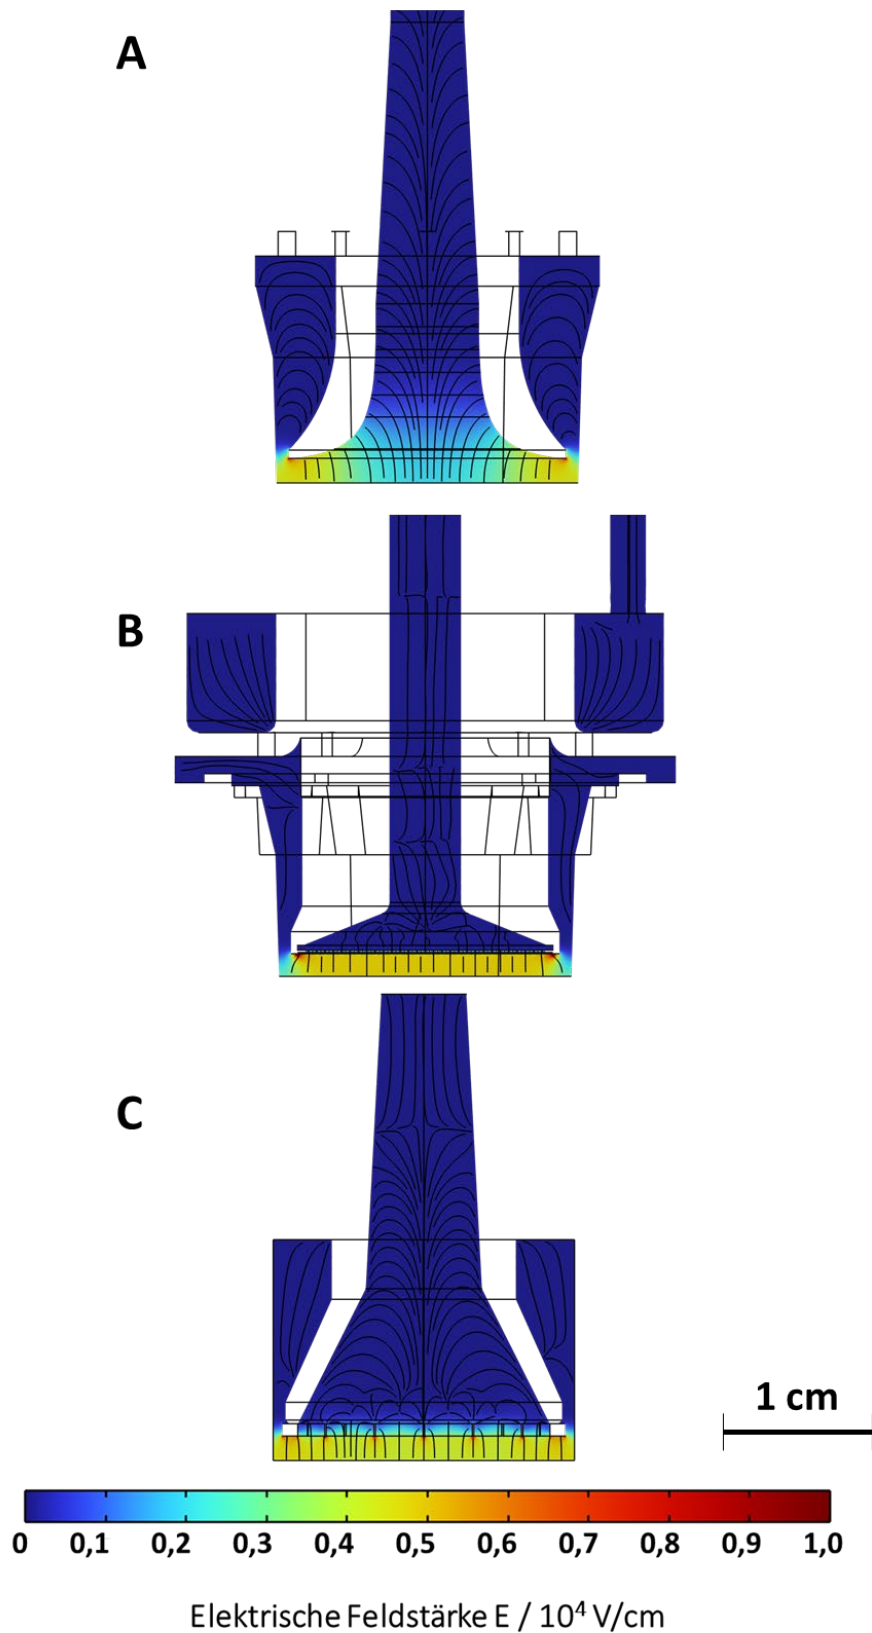 A
B
C
1 cm
0 0,1 0,2 0,3 0,4 0,5 0,6 0,7 0,8 0,9 1,0
Elektrische Feldstärke E / 10⁴ V/cm